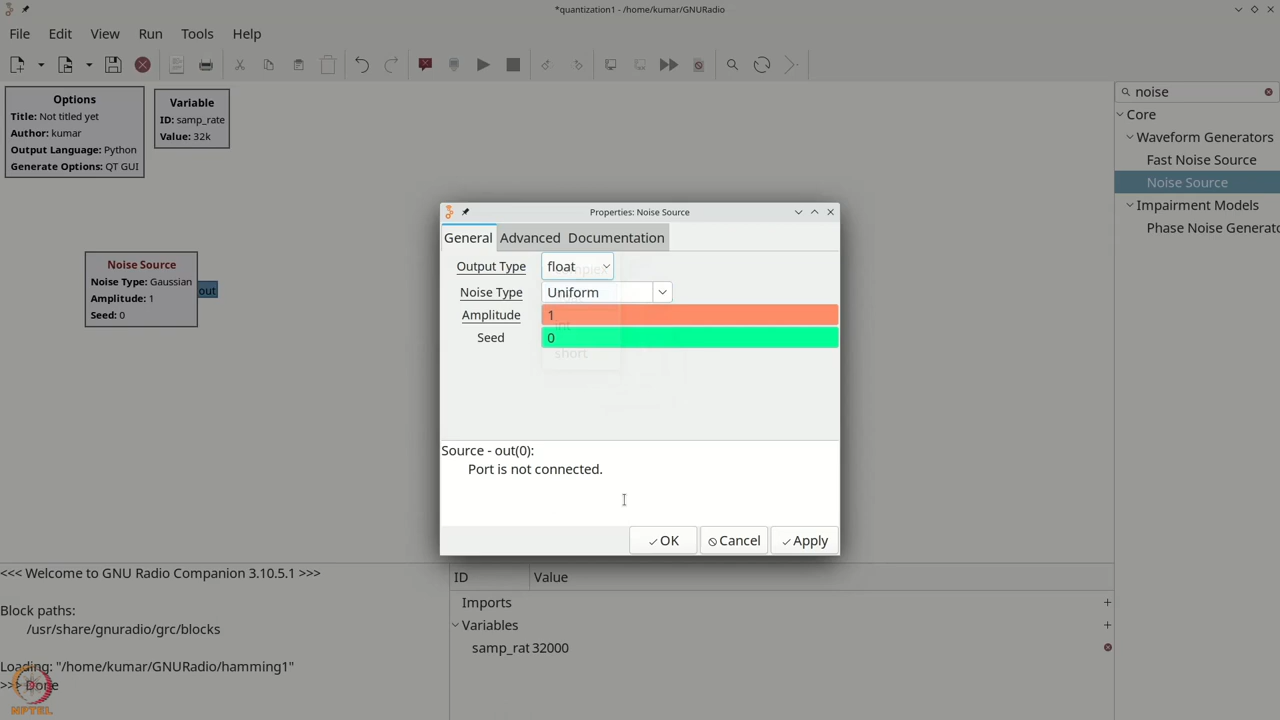 *quantization1 - /home/kumar/GNURadio
File Edit View Run Tools Help
Options
Title: Not titled yet
Author: kumar
Output Language: Python
Generate Options: QT GUI
Variable
ID: samp_rate
Value: 32k
noise
Core
Waveform Generators
Fast Noise Source
Noise Source
Impairment Models
Phase Noise Generato
Noise Source
Noise Type: Gaussian
Amplitude: 1
Seed: 0
out
Properties: Noise Source
General Advanced Documentation
Output Type float
Noise Type Uniform
Amplitude 1
Seed 0
int
short
Source - out(0):
Port is not connected.
OK Cancel Apply
<<< Welcome to GNU Radio Companion 3.10.5.1 >>>
Block paths:
/usr/share/gnuradio/grc/blocks
Loading: "/home/kumar/GNURadio/hamming1"
>>> Done
ID Value
Imports
Variables
samp_rat 32000
NPTEL